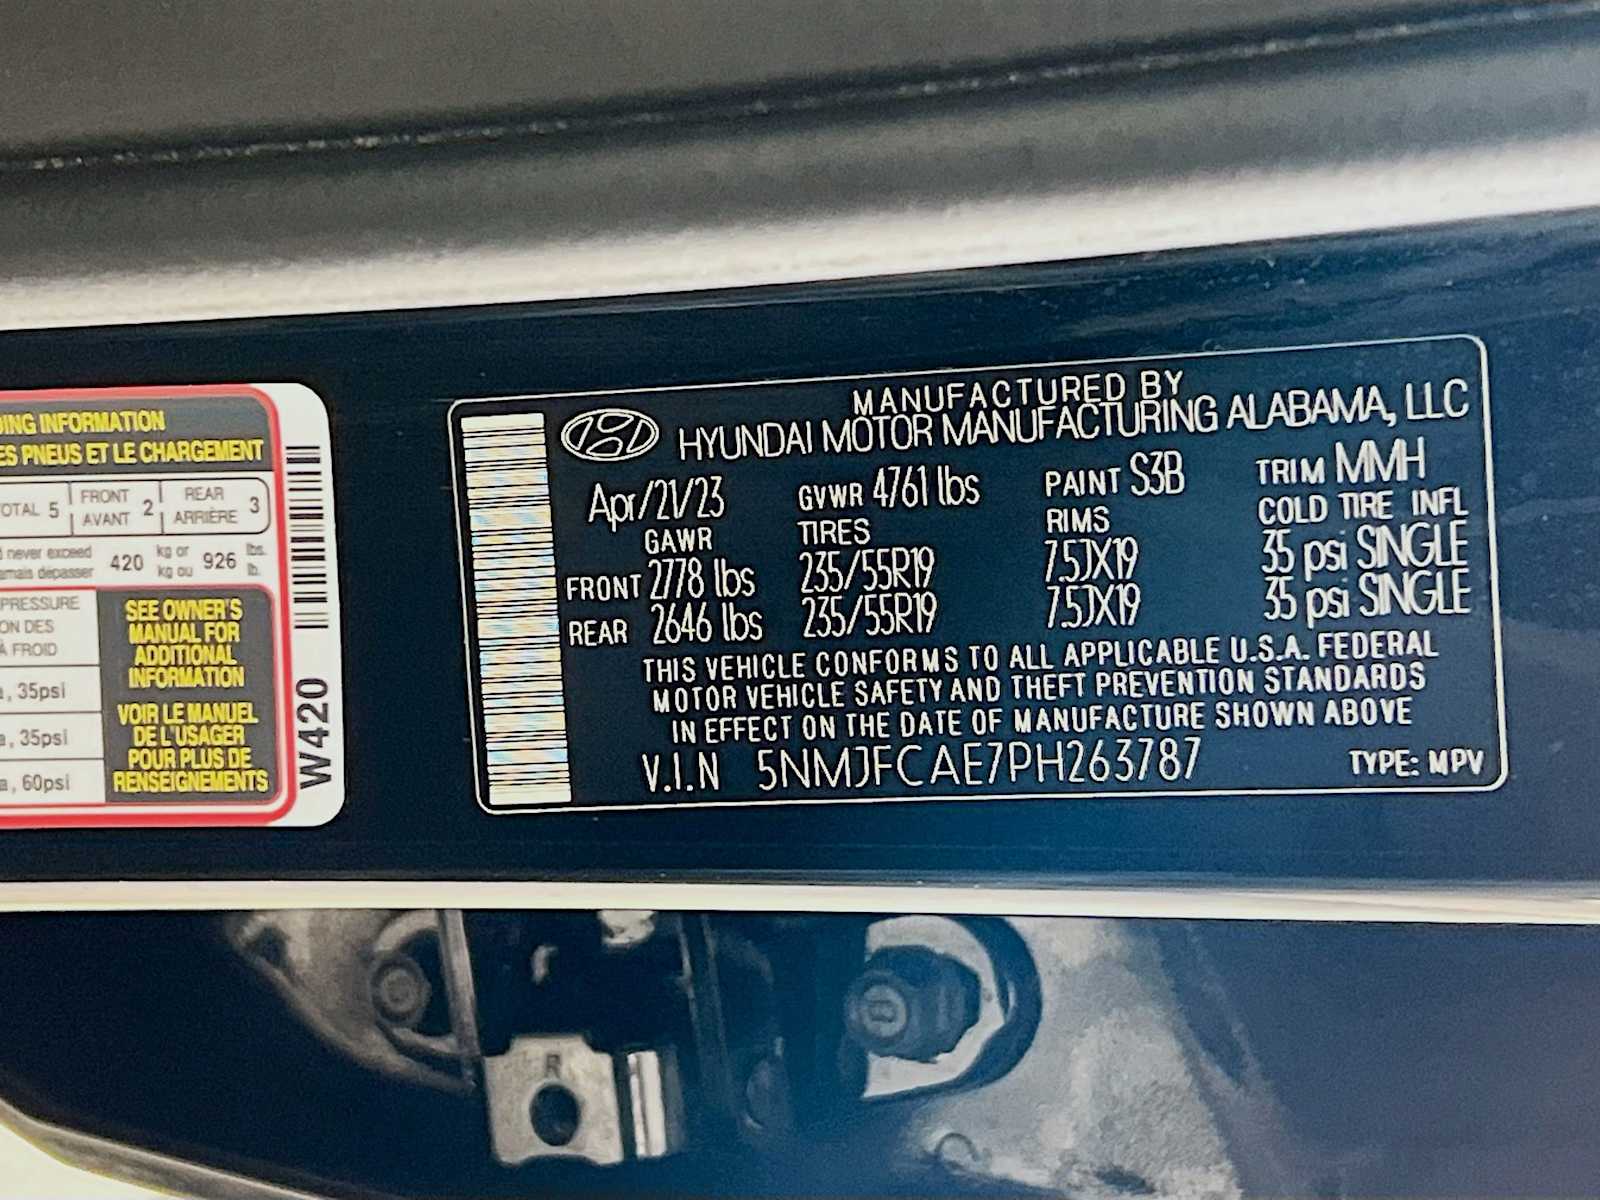 DING INFORMATION
ES PNEUS ET LE CHARGEMENT
OTAL 5 FRONT AVANT 2 REAR ARRIÈRE 3
never exceed
amais dépasser 420 kg or kg ou 926 lbs. lb.
PRESSURE
ON DES
À FROID
, 35psi
, 35psi
, 60psi
SEE OWNER'S
MANUAL FOR
ADDITIONAL
INFORMATION
VOIR LE MANUEL
DE L'USAGER
POUR PLUS DE
RENSEIGNEMENTS
W420
MANUFACTURED BY
HYUNDAI MOTOR MANUFACTURING ALABAMA, LLC
Apr/21/23 GVWR 4761 lbs PAINT S3B TRIM MMH
GAWR TIRES RIMS COLD TIRE INFL
FRONT 2778 lbs 235/55R19 7.5JX19 35 psi SINGLE
REAR 2646 lbs 235/55R19 7.5JX19 35 psi SINGLE
THIS VEHICLE CONFORMS TO ALL APPLICABLE U.S.A. FEDERAL
MOTOR VEHICLE SAFETY AND THEFT PREVENTION STANDARDS
IN EFFECT ON THE DATE OF MANUFACTURE SHOWN ABOVE
V.I.N 5NMJFCAE7PH263787 TYPE: MPV
R